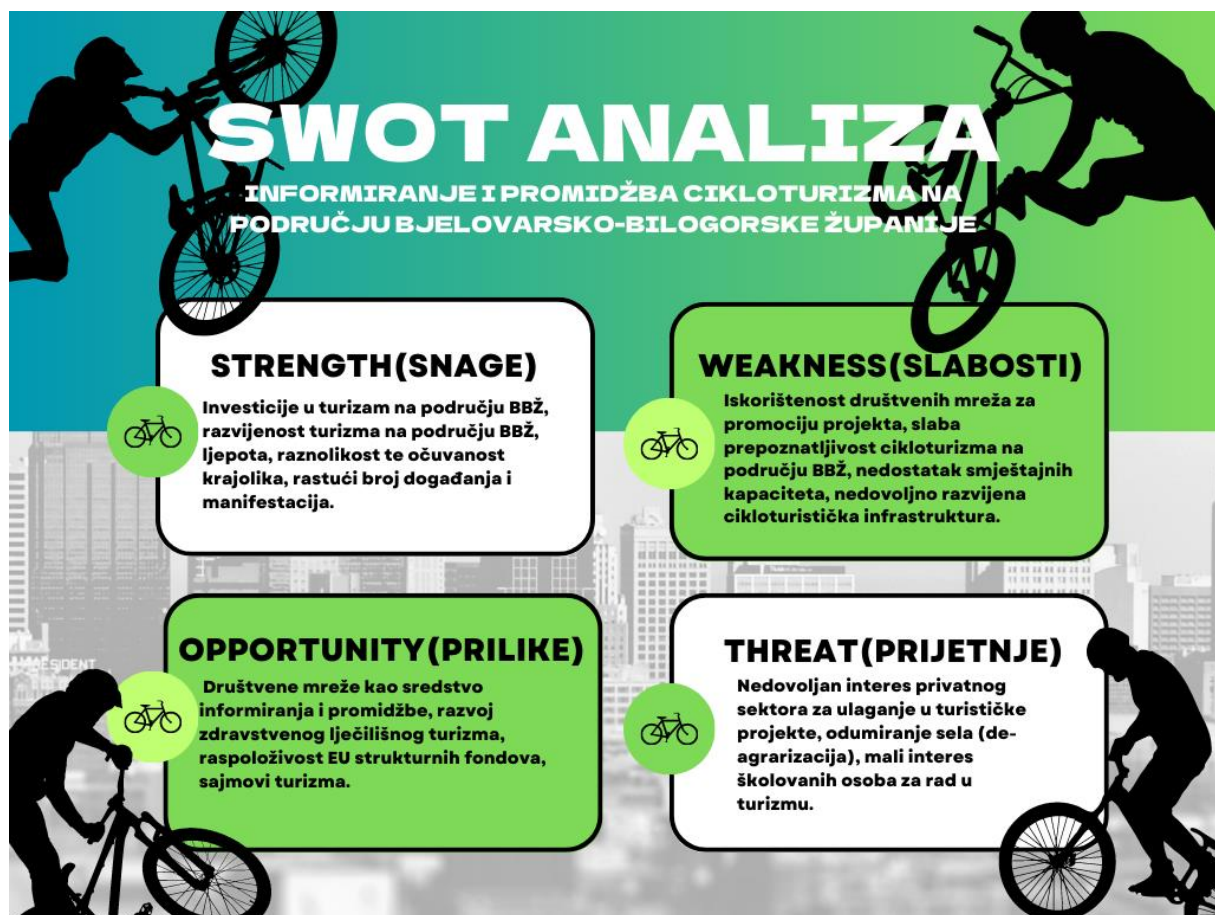 SWOT ANALIZA
INFORMIRANJE I PROMIDŽBA CIKLOTURIZMA NA
PODRUČJU BJELOVARSKO-BILOGORSKE ŽUPANIJE
STRENGTH(SNAGE)
Investicije u turizam na području BBŽ,
razvijenost turizma na području BBŽ,
ljepota, raznolikost te očuvanost
krajolika, rastući broj događanja i
manifestacija.
WEAKNESS(SLABOSTI)
Iskorištenost društvenih mreža za
promociju projekta, slaba
prepoznatljivost cikloturizma na
području BBŽ, nedostatak smještajnih
kapaciteta, nedovoljno razvijena
cikloturistička infrastruktura.
OPPORTUNITY(PRILIKE)
Društvene mreže kao sredstvo
informiranja i promidžbe, razvoj
zdravstvenog lječilišnog turizma,
raspoloživost EU strukturnih fondova,
sajmovi turizma.
THREAT(PRIJETNJE)
Nedovoljan interes privatnog
sektora za ulaganje u turističke
projekte, odumiranje sela (de-
agrarizacija), mali interes
školovanih osoba za rad u
turizmu.